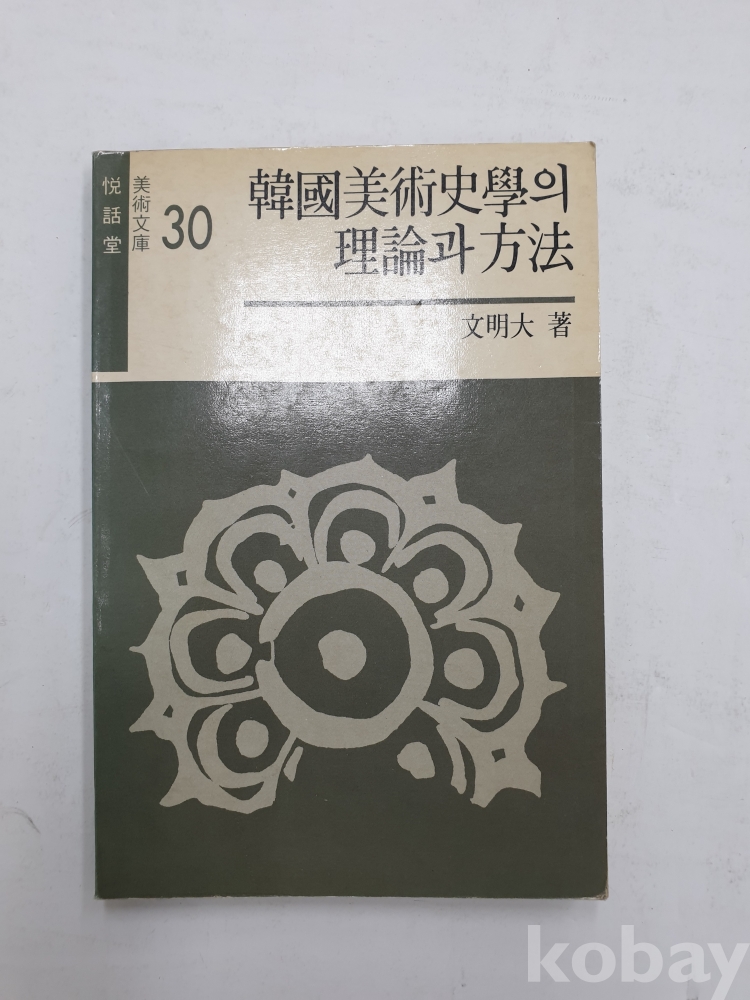 悅話堂
美術文庫
30
韓國美術史學의
理論과 方法
文明大 著
kobay